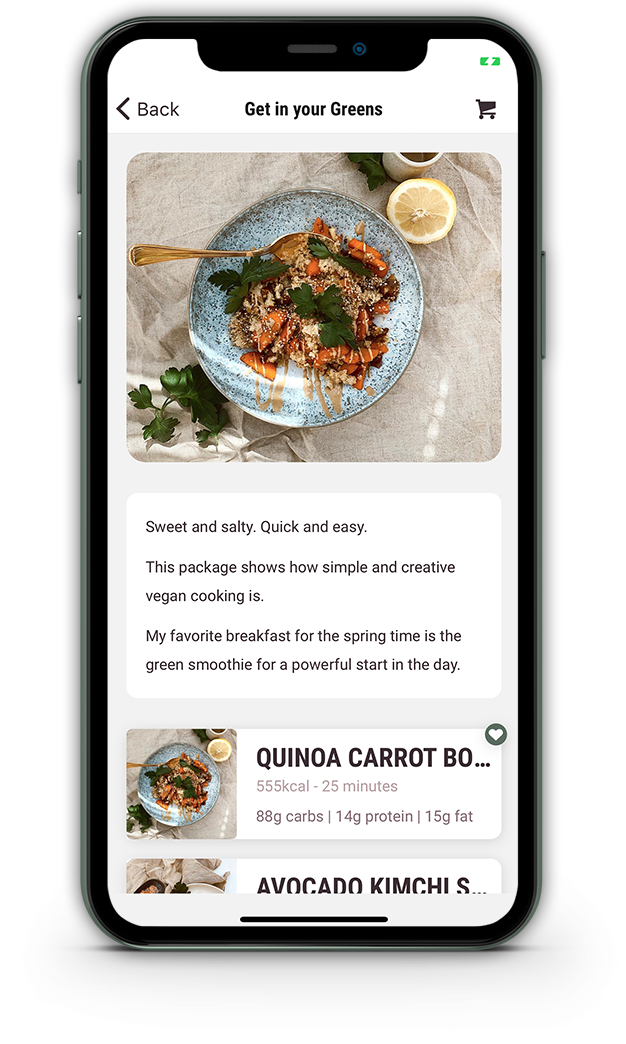 Back
Get in your Greens
Sweet and salty. Quick and easy.
This package shows how simple and creative
vegan cooking is.
My favorite breakfast for the spring time is the
green smoothie for a powerful start in the day.
QUINOA CARROT BO...
555kcal - 25 minutes
88g carbs | 14g protein | 15g fat
AVOCADO KIMCHI S...